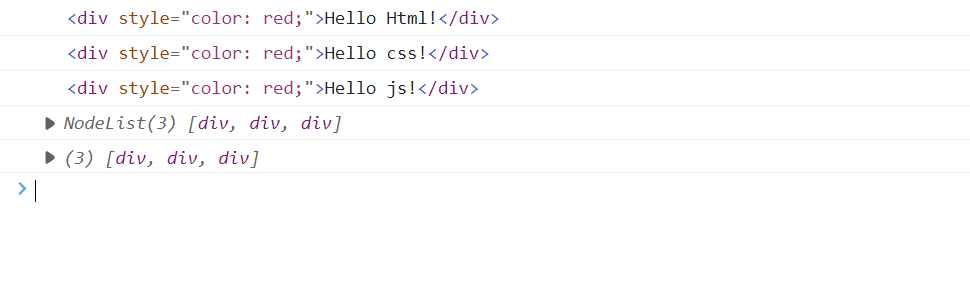 <div style="color: red;">Hello Html!</div>
<div style="color: red;">Hello css!</div>
<div style="color: red;">Hello js!</div>
NodeList(3) [div, div, div]
(3) [div, div, div]